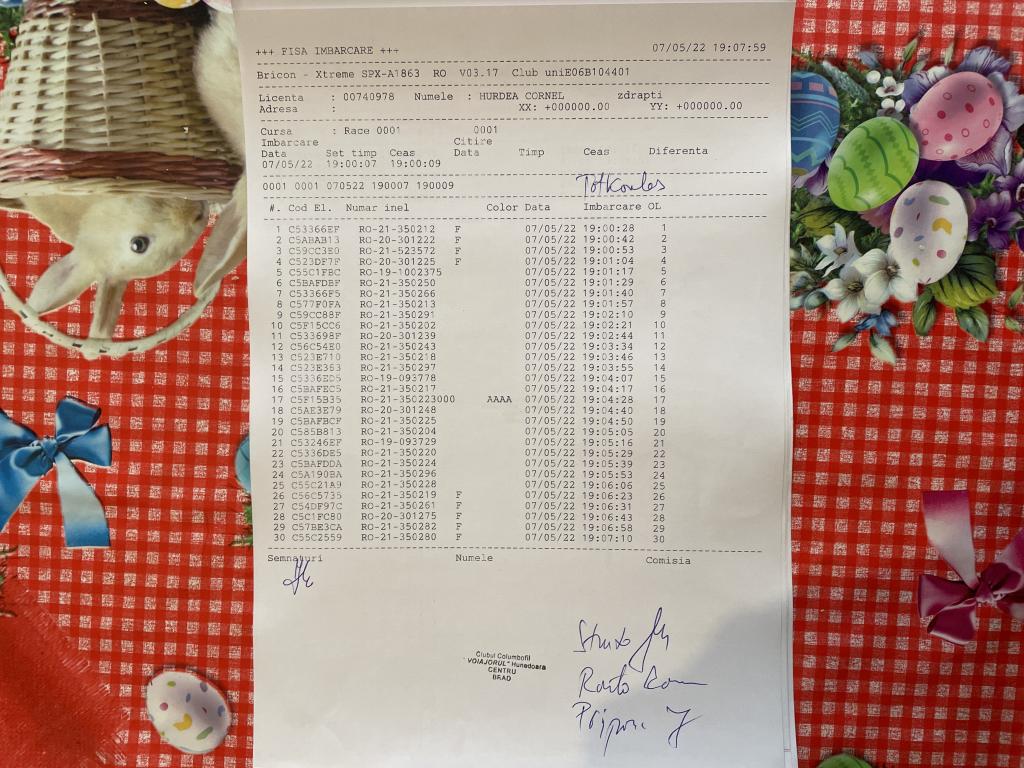 +++ FISA IMBARCARE +++ 07/05/22 19:07:59
Bricon - Xtreme SPX-A1863 RO V03.17 Club uniE06B104401
Licenta : 00740978 Numele : HURDEA CORNEL zdrapti
Adresa : XX: +000000.00 YY: +000000.00
Cursa : Race 0001 0001
Imbarcare Citire
Data Set timp Ceas Data Timp Ceas Diferenta
07/05/22 19:00:07 19:00:09
0001 0001 070522 190007 190009
#. Cod El. Numar inel Color Data Imbarcare OL
1 C53366EF RO-21-350212 F 07/05/22 19:00:28 1
2 C5ABAB13 RO-20-301222 F 07/05/22 19:00:42 2
3 C59CC3E0 RO-21-523572 F 07/05/22 19:00:53 3
4 C523DF7F RO-20-301225 F 07/05/22 19:01:04 4
5 C55C1FBC RO-19-1002375 07/05/22 19:01:17 5
6 C5BAFDBF RO-21-350250 07/05/22 19:01:29 6
7 C53366F5 RO-21-350266 07/05/22 19:01:40 7
8 C577F0FA RO-21-350213 07/05/22 19:01:57 8
9 C59CC88F RO-21-350291 07/05/22 19:02:10 9
10 C5F15CC6 RO-21-350202 07/05/22 19:02:21 10
11 C533698F RO-20-301239 07/05/22 19:02:44 11
12 C56C54E0 RO-21-350243 07/05/22 19:03:34 12
13 C523E710 RO-21-350218 07/05/22 19:03:46 13
14 C523E363 RO-21-350297 07/05/22 19:03:55 14
15 C5336ED5 RO-19-093778 07/05/22 19:04:07 15
16 C5BAFEC5 RO-21-350217 07/05/22 19:04:17 16
17 C5F15B35 RO-21-350223000 AAAA 07/05/22 19:04:28 17
18 C5AE3E79 RO-20-301248 07/05/22 19:04:40 18
19 C5BAFBCF RO-21-350225 07/05/22 19:04:50 19
20 C585B813 RO-21-350204 07/05/22 19:05:05 20
21 C53246EF RO-19-093729 07/05/22 19:05:16 21
22 C5336DE5 RO-21-350220 07/05/22 19:05:29 22
23 C5BAFDDA RO-21-350224 07/05/22 19:05:39 23
24 C5A190BA RO-21-350296 07/05/22 19:05:53 24
25 C55C21A9 RO-21-350228 07/05/22 19:06:06 25
26 C56C5735 RO-21-350219 F 07/05/22 19:06:23 26
27 C54DF97C RO-21-350261 F 07/05/22 19:06:31 27
28 C5C1FC80 RO-20-301275 F 07/05/22 19:06:43 28
29 C57BE3CA RO-21-350282 F 07/05/22 19:06:58 29
30 C55C2559 RO-21-350280 F 07/05/22 19:07:10 30
Semnaturi Numele Comisia
Clubul Columbofil
"VOIAJORUL" Hunedoara
CENTRU
BRAD